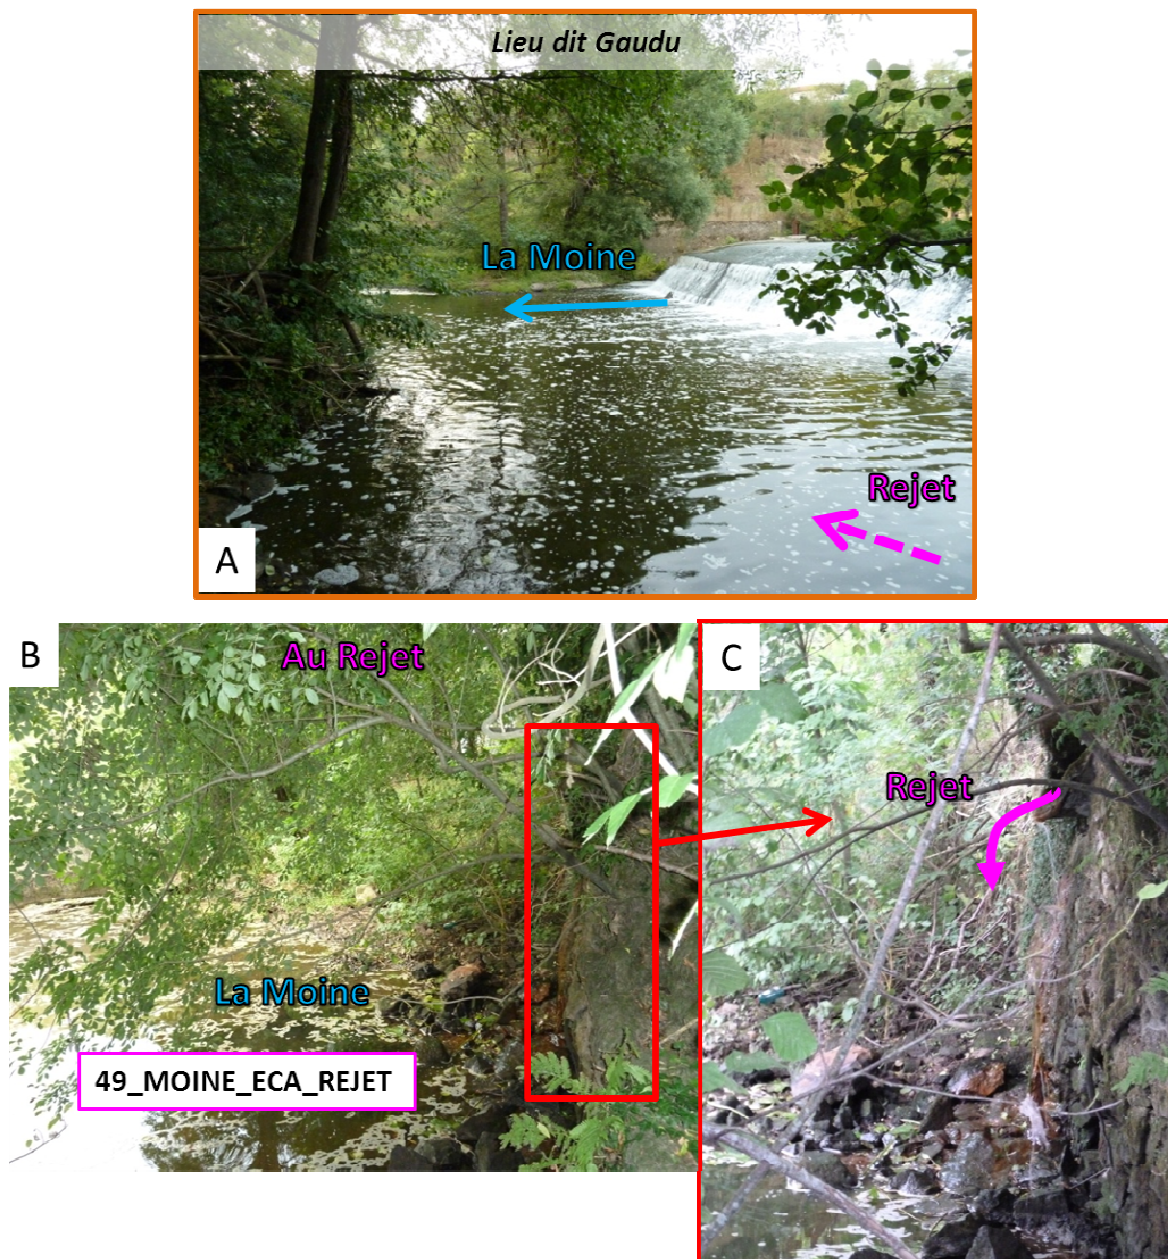 Lieu dit Gaudu
La Moine
Rejet
A
B
Au Rejet
La Moine
49_MOINE_ECA_REJET
C
Rejet